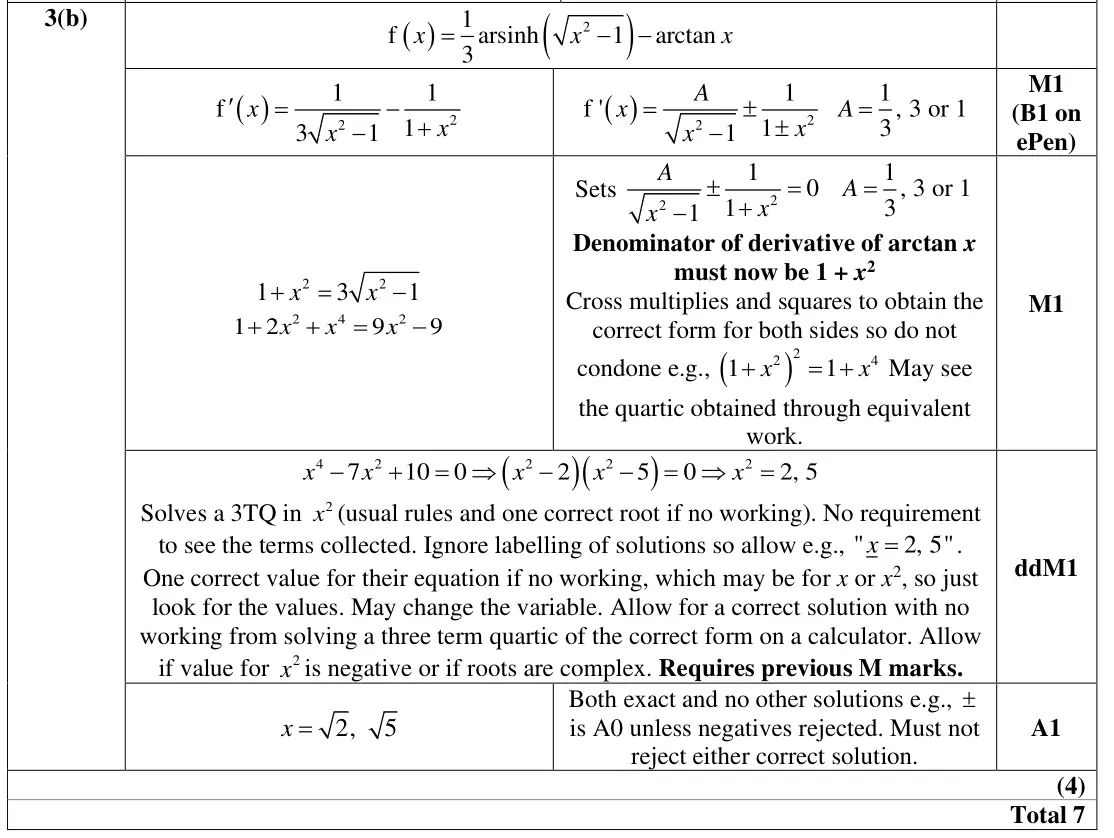 3(b)
f(x) = 1/3 arsinh(√(x² − 1)) − arctan x
f′(x) = 1/(3√(x² − 1)) − 1/(1 + x²)
f '(x) = A/√(x² − 1) ± 1/(1 ± x²) A = 1/3, 3 or 1
M1
(B1 on
ePen)
1 + x² = 3√(x² − 1)
1 + 2x² + x⁴ = 9x² − 9
Sets A/√(x² − 1) ± 1/(1 + x²) = 0 A = 1/3, 3 or 1
Denominator of derivative of arctan x
must now be 1 + x²
Cross multiplies and squares to obtain the
correct form for both sides so do not
condone e.g., (1 + x²)² = 1 + x⁴ May see
the quartic obtained through equivalent
work.
M1
x⁴ − 7x² + 10 = 0 ⇒ (x² − 2)(x² − 5) = 0 ⇒ x² = 2, 5
Solves a 3TQ in x² (usual rules and one correct root if no working). No requirement
to see the terms collected. Ignore labelling of solutions so allow e.g., "x = 2, 5".
One correct value for their equation if no working, which may be for x or x², so just
look for the values. May change the variable. Allow for a correct solution with no
working from solving a three term quartic of the correct form on a calculator. Allow
if value for x² is negative or if roots are complex. Requires previous M marks.
ddM1
x = √2, √5
Both exact and no other solutions e.g., ±
is A0 unless negatives rejected. Must not
reject either correct solution.
A1
(4)
Total 7